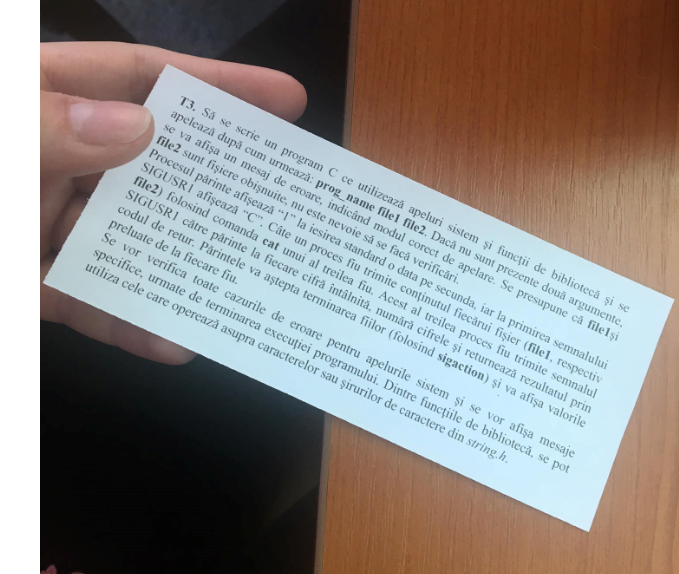 T3. Să se scrie un program C ce utilizează apeluri sistem și funcții de bibliotecă și se
apelează după cum urmează: prog_name file1 file2. Dacă nu sunt prezente două argumente,
se va afișa un mesaj de eroare, indicând modul corect de apelare. Se presupune că file1și
file2 sunt fișiere obișnuite, nu este nevoie să se facă verificări.
Procesul părinte afișează "1" la iesirea standard o data pe secunda, iar la primirea semnalului
SIGUSR1 afișează "C". Câte un proces fiu trimite conținutul fiecărui fișier (file1, respectiv
file2) folosind comanda cat unui al treilea fiu. Acest al treilea proces fiu trimite semnalul
SIGUSR1 către părinte la fiecare cifră întâlnită, numără cifrele și returnează rezultatul prin
codul de retur. Părintele va aștepta terminarea fiilor (folosind sigaction) și va afișa valorile
preluate de la fiecare fiu.
Se vor verifica toate cazurile de eroare pentru apelurile sistem și se vor afișa mesaje
specifice, urmate de terminarea execuției programului. Dintre funcțiile de bibliotecă, se pot
utiliza cele care operează asupra caracterelor sau șirurilor de caractere din string.h.